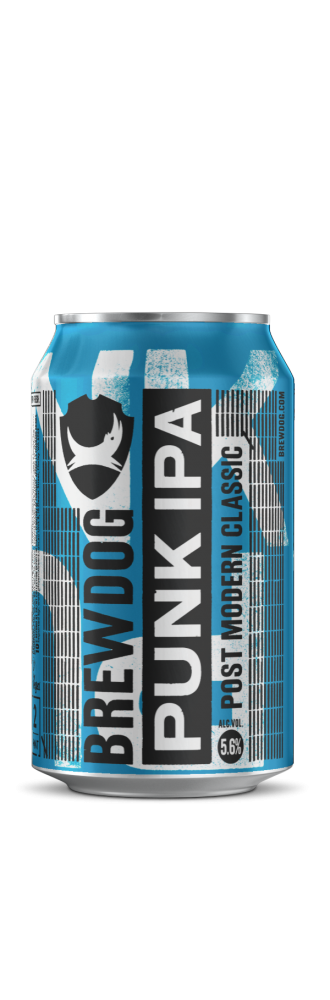 BREWDOG
PUNK IPA
POST MODERN CLASSIC
BREWDOG.COM
ALC.VOL.
5.6%